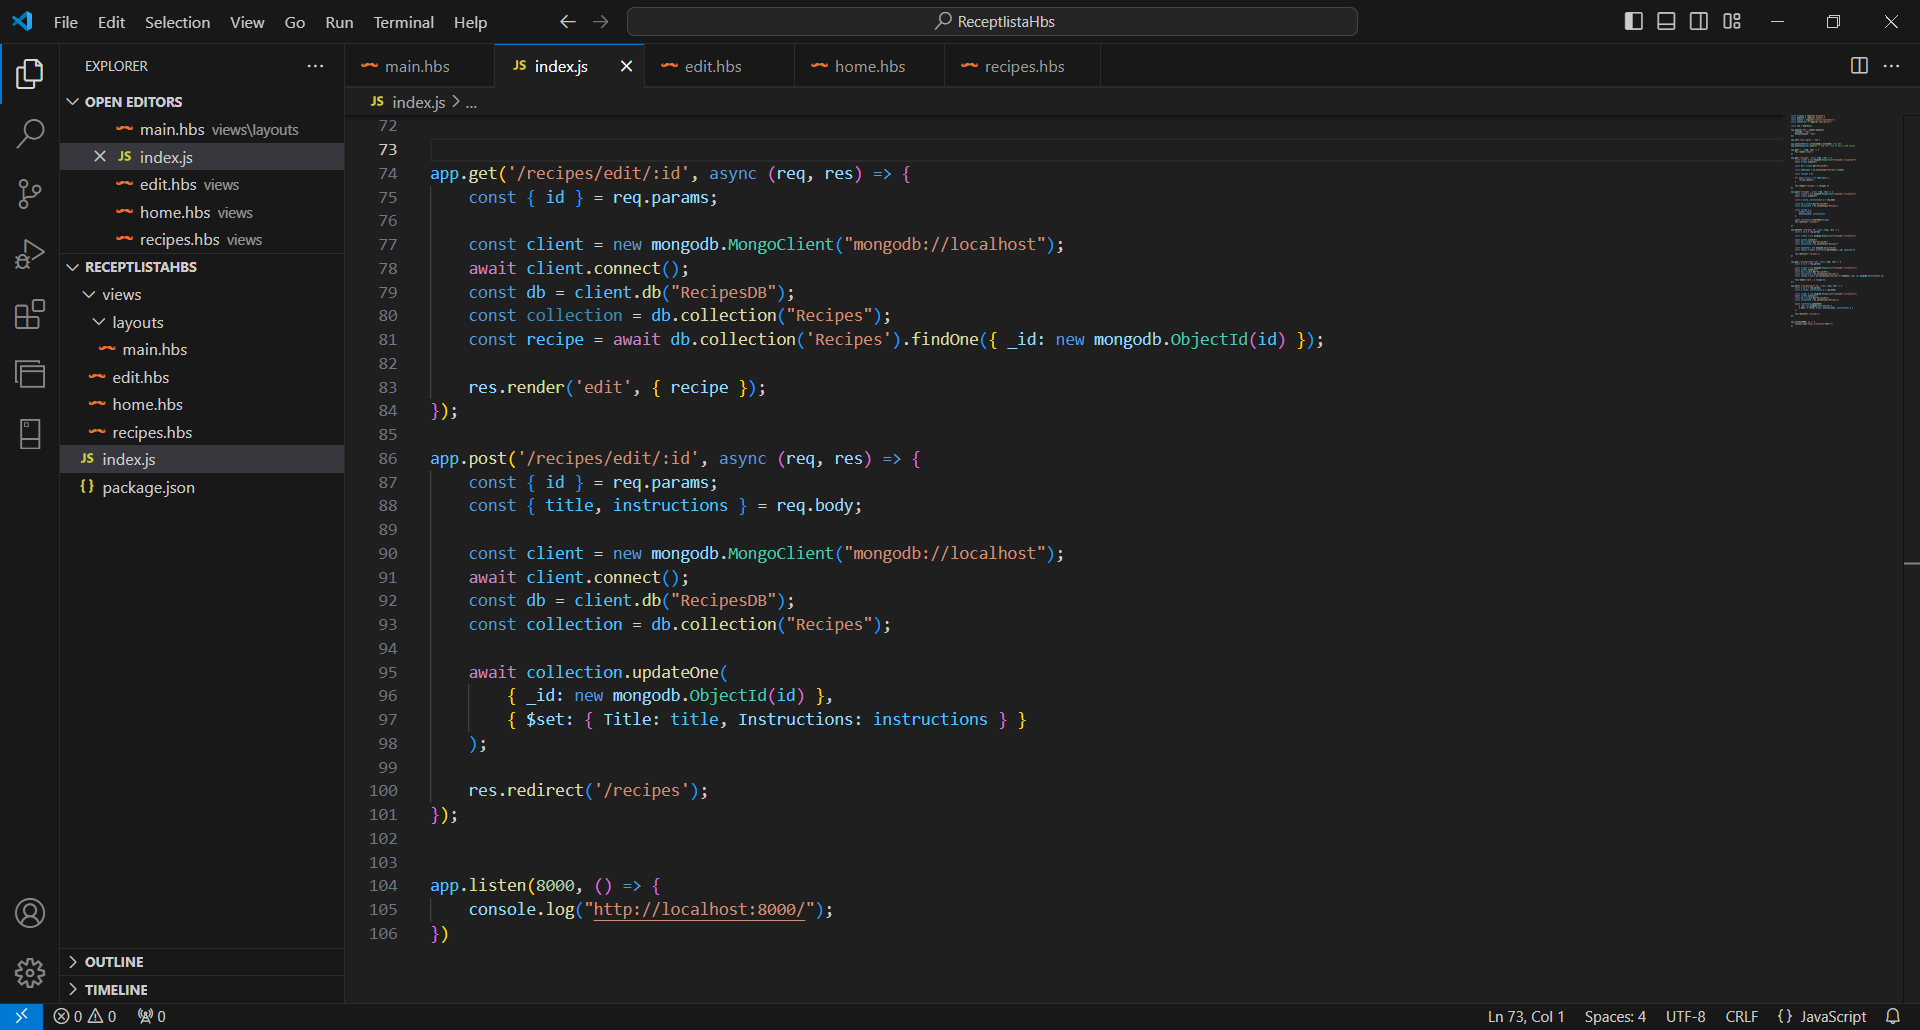 File Edit Selection View Go Run Terminal Help
ReceptlistaHbs
EXPLORER
OPEN EDITORS
main.hbs views\layouts
JS index.js
edit.hbs views
home.hbs views
recipes.hbs views
RECEPTLISTAHBS
views
layouts
main.hbs
edit.hbs
home.hbs
recipes.hbs
JS index.js
{} package.json
OUTLINE
TIMELINE
main.hbs
JS index.js
edit.hbs
home.hbs
recipes.hbs
JS index.js > ...
72
73
74 app.get('/recipes/edit/:id', async (req, res) => {
75 const { id } = req.params;
76
77 const client = new mongodb.MongoClient("mongodb://localhost");
78 await client.connect();
79 const db = client.db("RecipesDB");
80 const collection = db.collection("Recipes");
81 const recipe = await db.collection('Recipes').findOne({ _id: new mongodb.ObjectId(id) });
82
83 res.render('edit', { recipe });
84 });
85
86 app.post('/recipes/edit/:id', async (req, res) => {
87 const { id } = req.params;
88 const { title, instructions } = req.body;
89
90 const client = new mongodb.MongoClient("mongodb://localhost");
91 await client.connect();
92 const db = client.db("RecipesDB");
93 const collection = db.collection("Recipes");
94
95 await collection.updateOne(
96 { _id: new mongodb.ObjectId(id) },
97 { $set: { Title: title, Instructions: instructions } }
98 );
99
100 res.redirect('/recipes');
101 });
102
103
104 app.listen(8000, () => {
105 console.log("http://localhost:8000/");
106 })
0 0 0
Ln 73, Col 1 Spaces: 4 UTF-8 CRLF {} JavaScript